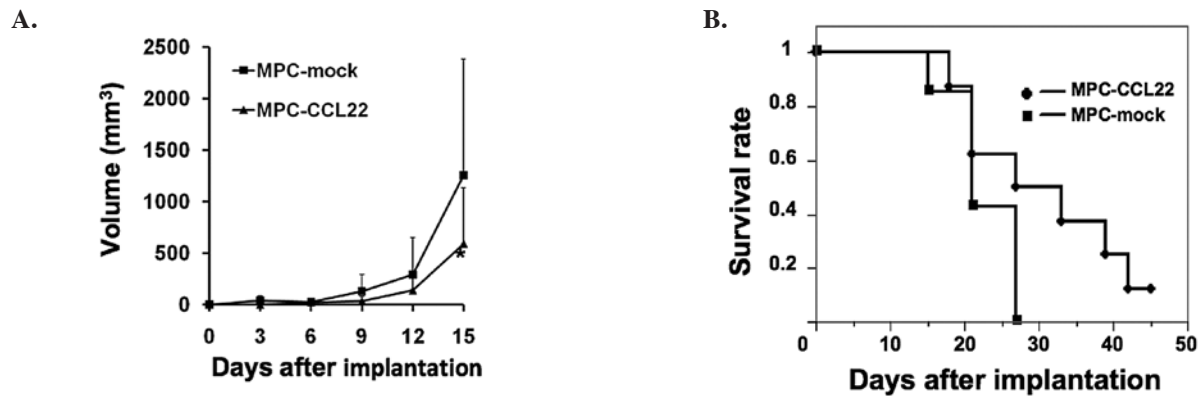 A.
2500
2000
1500
1000
500
0
Volume (mm³)
MPC-mock
MPC-CCL22
*
0 3 6 9 12 15
Days after implantation
B.
1
0.8
0.6
0.4
0.2
Survival rate
MPC-CCL22
MPC-mock
0 10 20 30 40 50
Days after implantation